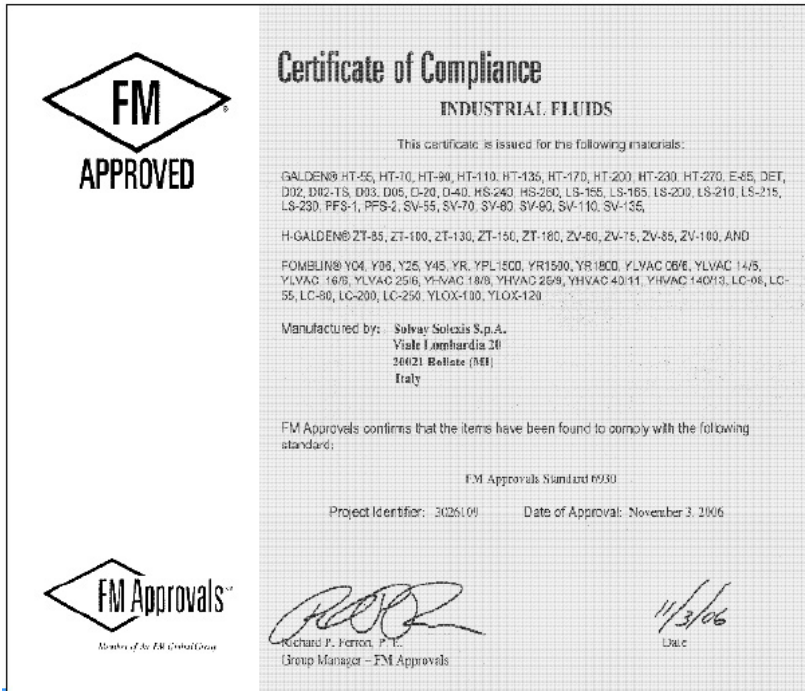 FM
®
APPROVED
Certificate of Compliance
INDUSTRIAL FLUIDS
This certificate is issued for the following materials:
GALDEN® HT-55, HT-70, HT-90, HT-110, HT-135, HT-170, HT-200, HT-230, HT-270, E-85, DET,
D02, D02-TS, D03, D05, D-20, D-40, HS-240, HS-260, LS-155, LS-165, LS-200, LS-210, LS-215,
LS-230, PFS-1, PFS-2, SV-55, SV-70, SV-80, SV-90, SV-110, SV-135,
H-GALDEN® ZT-85, ZT-100, ZT-130, ZT-150, ZT-180, ZV-60, ZV-75, ZV-85, ZV-100, AND
FOMBLIN® Y04, Y06, Y25, Y45, YR, YPL1500, YR1500, YR1800, YLVAC 06/6, YLVAC 14/6,
YLVAC 16/6, YLVAC 25/6, YHVAC 18/8, YHVAC 25/9, YHVAC 40/11, YHVAC 140/13, LC-08, LC-
55, LC-80, LC-200, LC-250, YLOX-100, YLOX-120
Manufactured by: Solvay Solexis S.p.A.
Viale Lombardia 20
20021 Bollate (MI)
Italy
FM Approvals confirms that the items have been found to comply with the following
standard:
FM Approvals Standard 6930
Project Identifier: 3026109 Date of Approval: November 3, 2006
FM Approvals
Member of the FM Global Group
11/3/06
Richard P. Ferron, P. E.
Date
Group Manager – FM Approvals